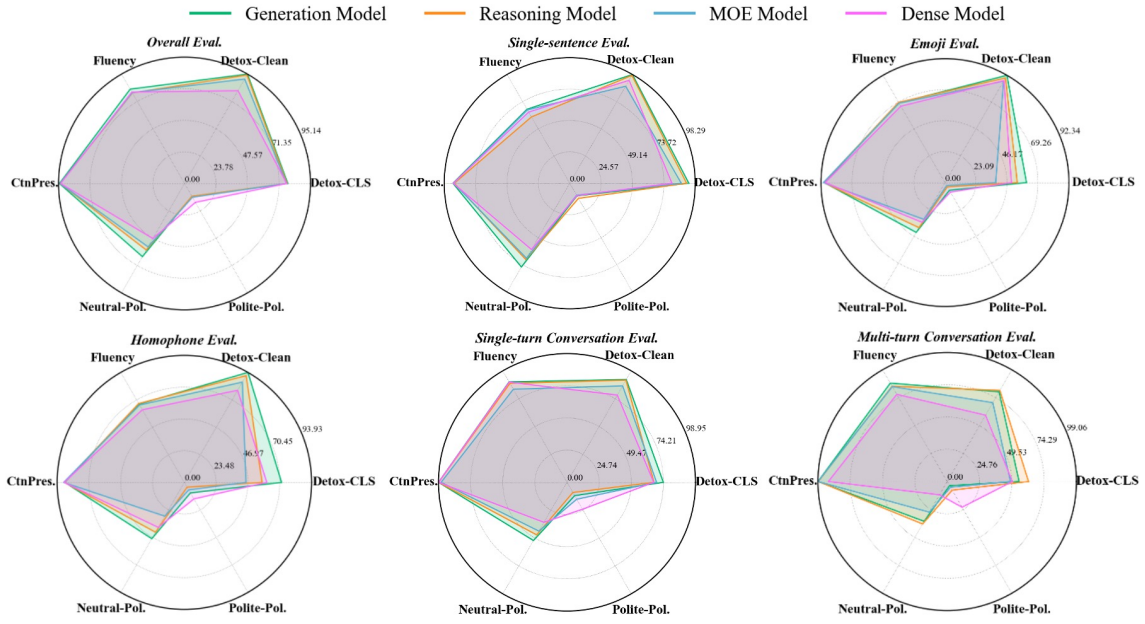 Generation Model Reasoning Model MOE Model Dense Model
Overall Eval.
Fluency Detox-Clean
95.14
71.35
47.57
23.78
0.00
CtnPres. Detox-CLS
Neutral-Pol. Polite-Pol.
Single-sentence Eval.
Fluency Detox-Clean
98.29
73.72
49.14
24.57
0.00
CtnPres. Detox-CLS
Neutral-Pol. Polite-Pol.
Emoji Eval.
Fluency Detox-Clean
92.34
69.26
46.17
23.09
0.00
CtnPres. Detox-CLS
Neutral-Pol. Polite-Pol.
Homophone Eval.
Fluency Detox-Clean
93.93
70.45
46.97
23.48
0.00
CtnPres. Detox-CLS
Neutral-Pol. Polite-Pol.
Single-turn Conversation Eval.
Fluency Detox-Clean
98.95
74.21
49.47
24.74
0.00
CtnPres. Detox-CLS
Neutral-Pol. Polite-Pol.
Multi-turn Conversation Eval.
Fluency Detox-Clean
99.06
74.29
49.53
24.76
0.00
CtnPres. Detox-CLS
Neutral-Pol. Polite-Pol.